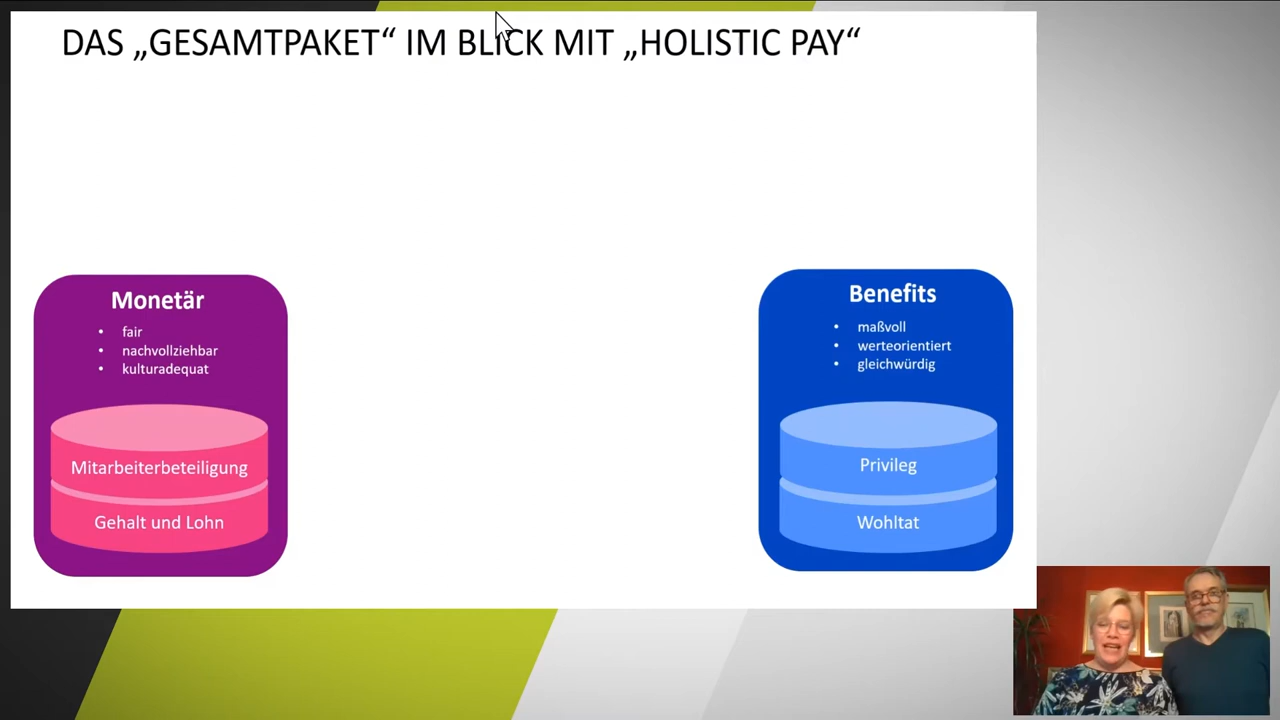 DAS „GESAMTPAKET“ IM BLICK MIT „HOLISTIC PAY“
Monetär
• fair
• nachvollziehbar
• kulturadequat
Mitarbeiterbeteiligung
Gehalt und Lohn
Benefits
• maßvoll
• werteorientiert
• gleichwürdig
Privileg
Wohltat